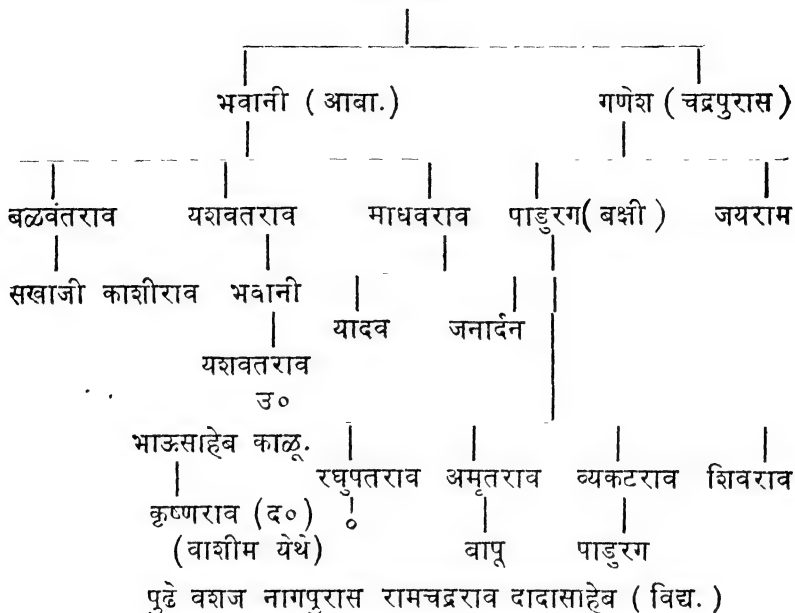 भवानी (आबा.) गणेश (चद्रपुरास)
बळवंतराव यशवतराव माधवराव पाडुरग(बक्षी) जयराम
सखाजी काशीराव भवानी
यादव जनार्दन
यशवतराव
उ०
भाऊसाहेब काळू.
रघुपतराव अमृतराव व्यकटराव शिवराव
कृष्णराव (द०)
(वाशीम येथे) बापू पाडुरग
पुढे वशज नागपुरास रामचद्रराव दादासाहेब (विद्य.)